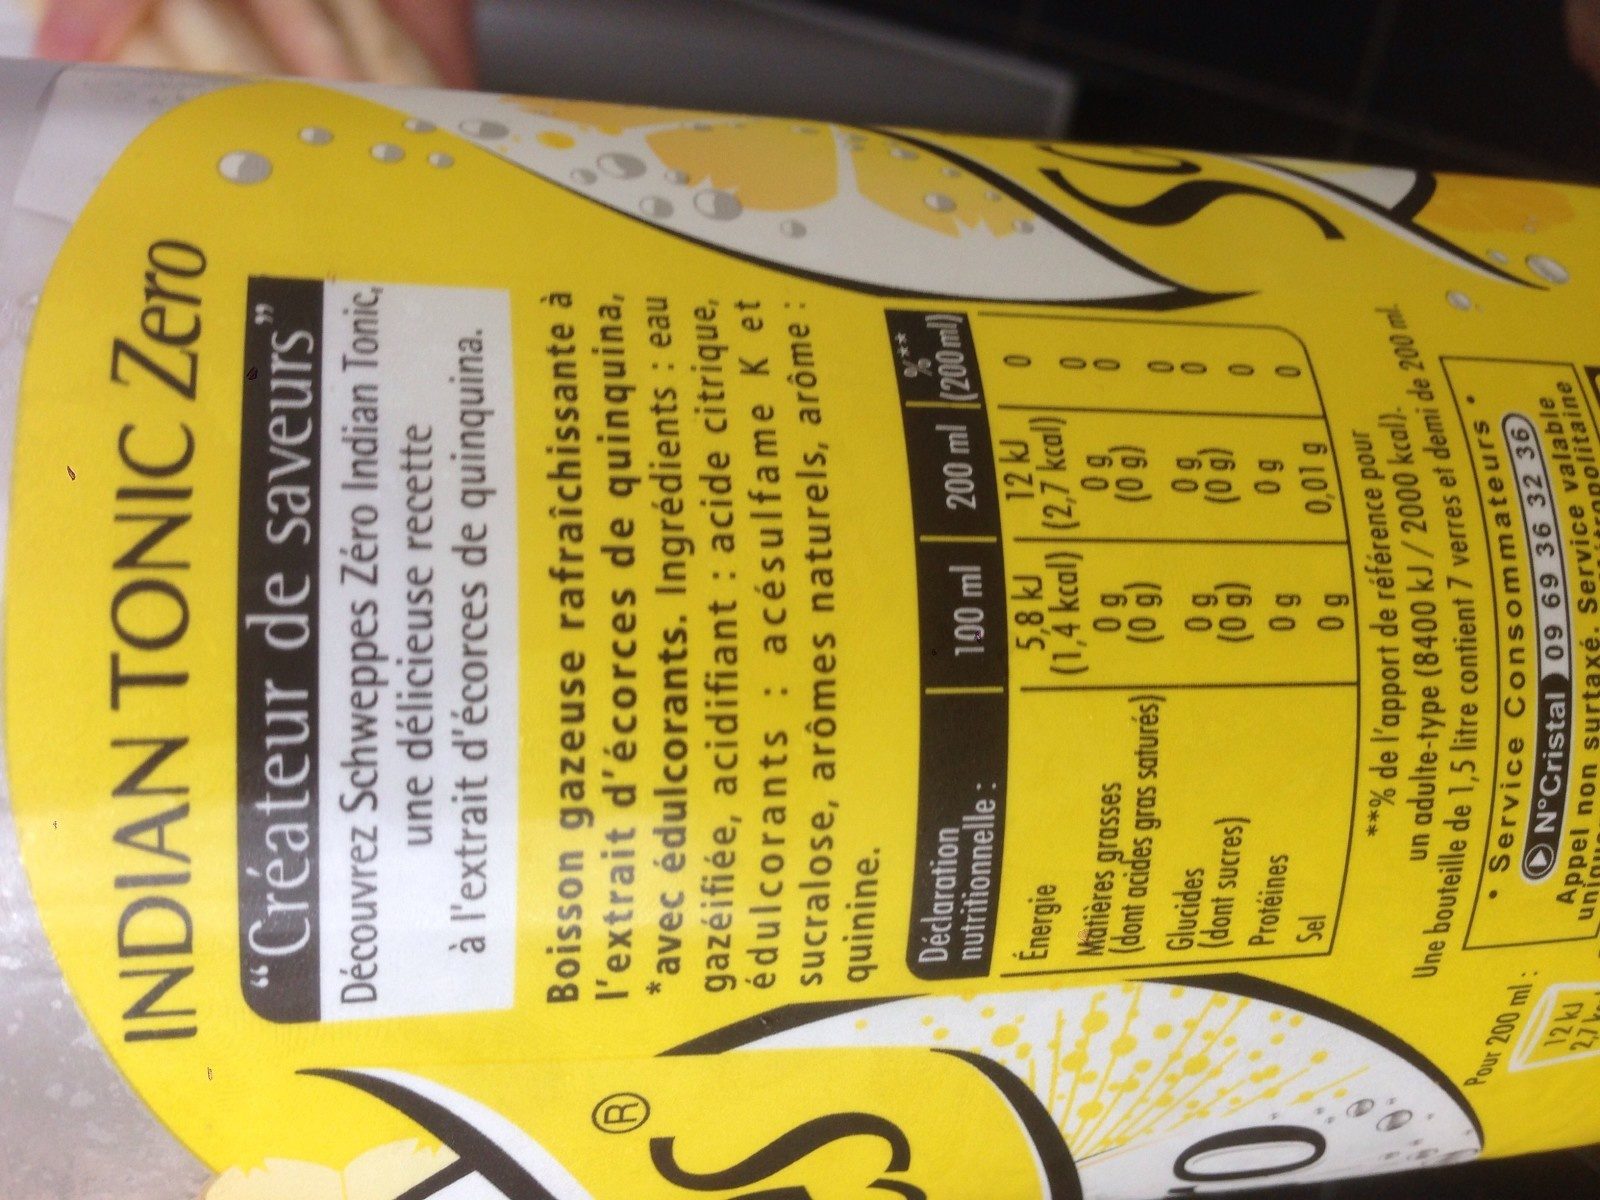 INDIAN TONIC Zero
“Créateur de saveurs”
Découvrez Schweppes Zéro Indian Tonic,
une délicieuse recette
à l'extrait d'écorces de quinquina.
Boisson gazeuse rafraîchissante à
l'extrait d'écorces de quinquina,
*avec édulcorants. Ingrédients : eau
gazéifiée, acidifiant : acide citrique,
édulcorants : acésulfame K et
sucralose, arômes naturels, arôme :
quinine.
Déclaration nutritionnelle : 100 ml 200 ml %** (200ml)
Énergie 5,8 kJ 12 kJ 0
(1,4 kcal) (2,7 kcal)
Matières grasses 0 g 0 g 0
(dont acides gras saturés) (0 g) (0 g) 0
Glucides 0 g 0 g 0
(dont sucres) (0 g) (0 g) 0
Protéines 0 g 0 g 0
Sel 0 g 0,01 g 0
**% de l'apport de référence pour
un adulte-type (8400 kJ / 2000 kcal).
Une bouteille de 1,5 litre contient 7 verres et demi de 200 ml.
• Service Consommateurs •
N°Cristal 09 69 36 32 36
Appel non surtaxé. Service valable
Pour 200 ml :
12 kJ
®